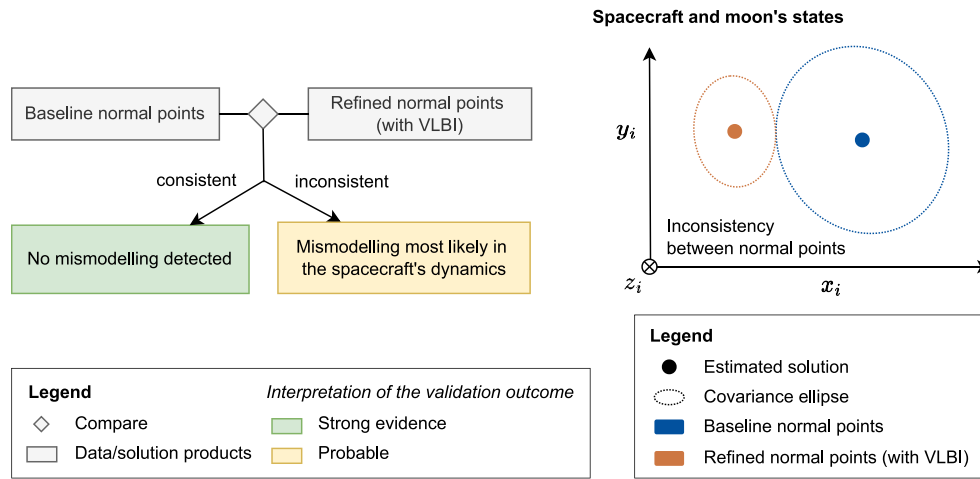 Spacecraft and moon's states
Baseline normal points
Refined normal points
(with VLBI)
consistent
inconsistent
No mismodelling detected
Mismodelling most likely in
the spacecraft's dynamics
y_i
Inconsistency
between normal points
z_i
x_i
Legend
Interpretation of the validation outcome
Compare
Strong evidence
Data/solution products
Probable
Legend
Estimated solution
Covariance ellipse
Baseline normal points
Refined normal points (with VLBI)